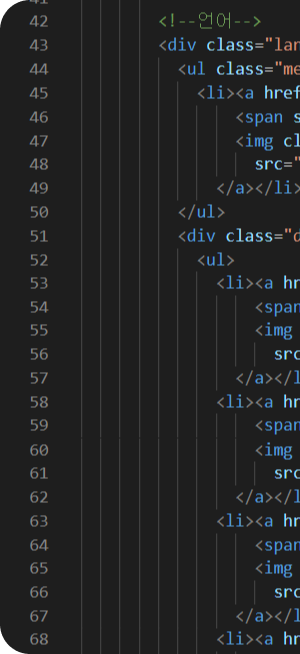 42 <!--언어-->
43 <div class="lan
44 <ul class="me
45 <li><a href
46 <span s
47 <img cl
48 src="
49 </a></li>
50 </ul>
51 <div class="d
52 <ul>
53 <li><a hr
54 <span
55 <img
56 src
57 </a></l
58 <li><a hr
59 <span
60 <img
61 src
62 </a></l
63 <li><a hr
64 <span
65 <img
66 src
67 </a></l
68 <li><a hr